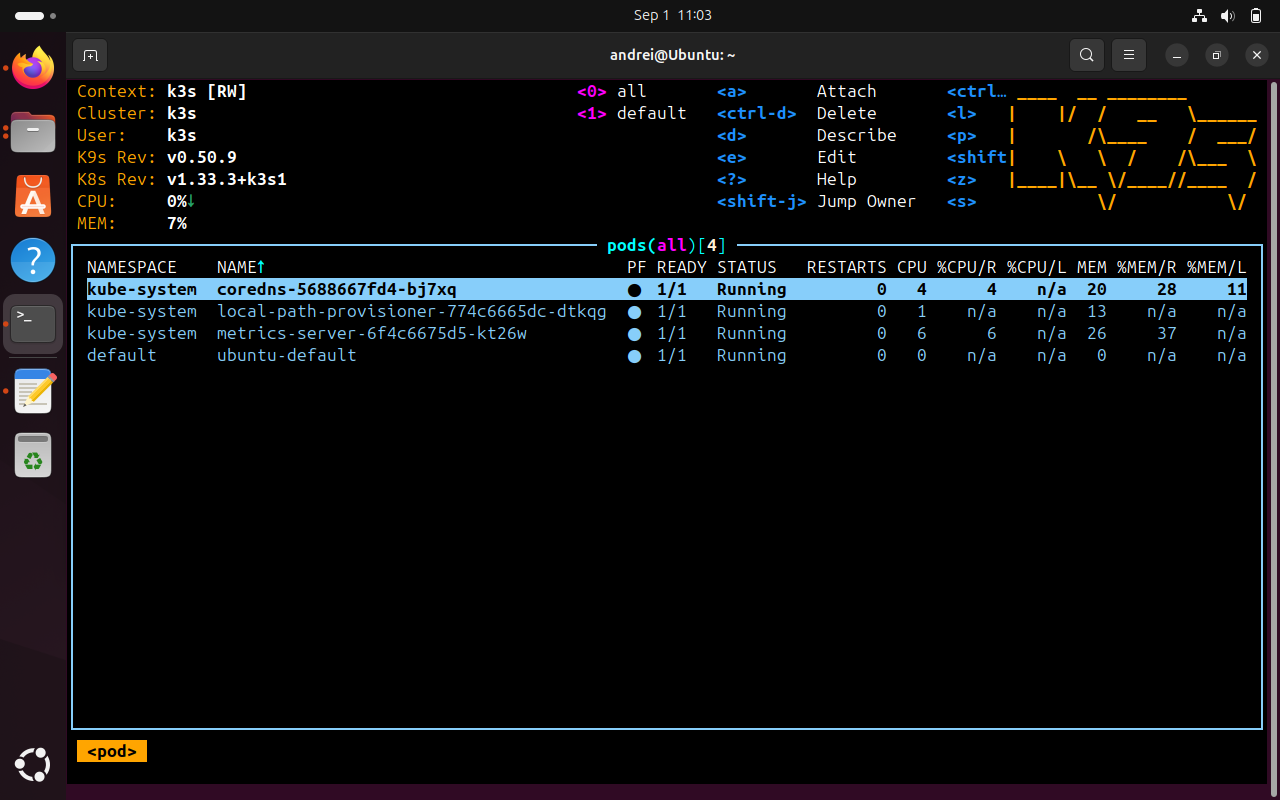 Sep 1 11:03
andrei@Ubuntu: ~
Context: k3s [RW] <0> all <a> Attach <ctrl…
Cluster: k3s <1> default <ctrl-d> Delete <l>
User: k3s <d> Describe <p>
K9s Rev: v0.50.9 <e> Edit <shift
K8s Rev: v1.33.3+k3s1 <?> Help <z>
CPU: 0%↓ <shift-j> Jump Owner <s>
MEM: 7%
pods(all)[4]
NAMESPACE NAME↑ PF READY STATUS RESTARTS CPU %CPU/R %CPU/L MEM %MEM/R %MEM/L
kube-system coredns-5688667fd4-bj7xq ● 1/1 Running 0 4 4 n/a 20 28 11
kube-system local-path-provisioner-774c6665dc-dtkqg ● 1/1 Running 0 1 n/a n/a 13 n/a n/a
kube-system metrics-server-6f4c6675d5-kt26w ● 1/1 Running 0 6 6 n/a 26 37 n/a
default ubuntu-default ● 1/1 Running 0 0 n/a n/a 0 n/a n/a
<pod>